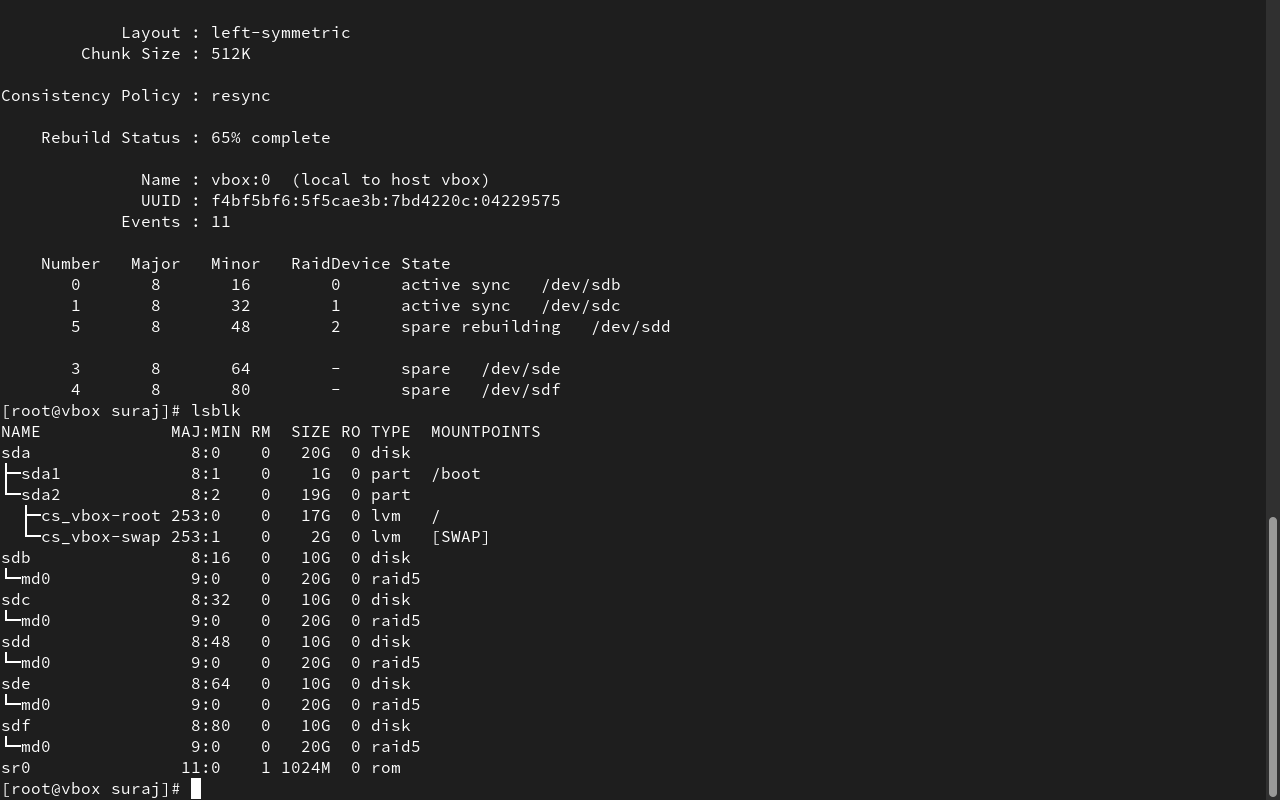 Layout : left-symmetric
        Chunk Size : 512K
Consistency Policy : resync
    Rebuild Status : 65% complete
              Name : vbox:0  (local to host vbox)
              UUID : f4bf5bf6:5f5cae3b:7bd4220c:04229575
            Events : 11
    Number   Major   Minor   RaidDevice State
       0       8       16        0      active sync   /dev/sdb
       1       8       32        1      active sync   /dev/sdc
       5       8       48        2      spare rebuilding   /dev/sdd
       3       8       64        -      spare   /dev/sde
       4       8       80        -      spare   /dev/sdf
[root@vbox suraj]# lsblk
NAME             MAJ:MIN RM  SIZE RO TYPE  MOUNTPOINTS
sda                8:0    0   20G  0 disk
├─sda1             8:1    0    1G  0 part  /boot
└─sda2             8:2    0   19G  0 part
  ├─cs_vbox-root 253:0    0   17G  0 lvm   /
  └─cs_vbox-swap 253:1    0    2G  0 lvm   [SWAP]
sdb                8:16   0   10G  0 disk
└─md0              9:0    0   20G  0 raid5
sdc                8:32   0   10G  0 disk
└─md0              9:0    0   20G  0 raid5
sdd                8:48   0   10G  0 disk
└─md0              9:0    0   20G  0 raid5
sde                8:64   0   10G  0 disk
└─md0              9:0    0   20G  0 raid5
sdf                8:80   0   10G  0 disk
└─md0              9:0    0   20G  0 raid5
sr0               11:0    1 1024M  0 rom
[root@vbox suraj]#